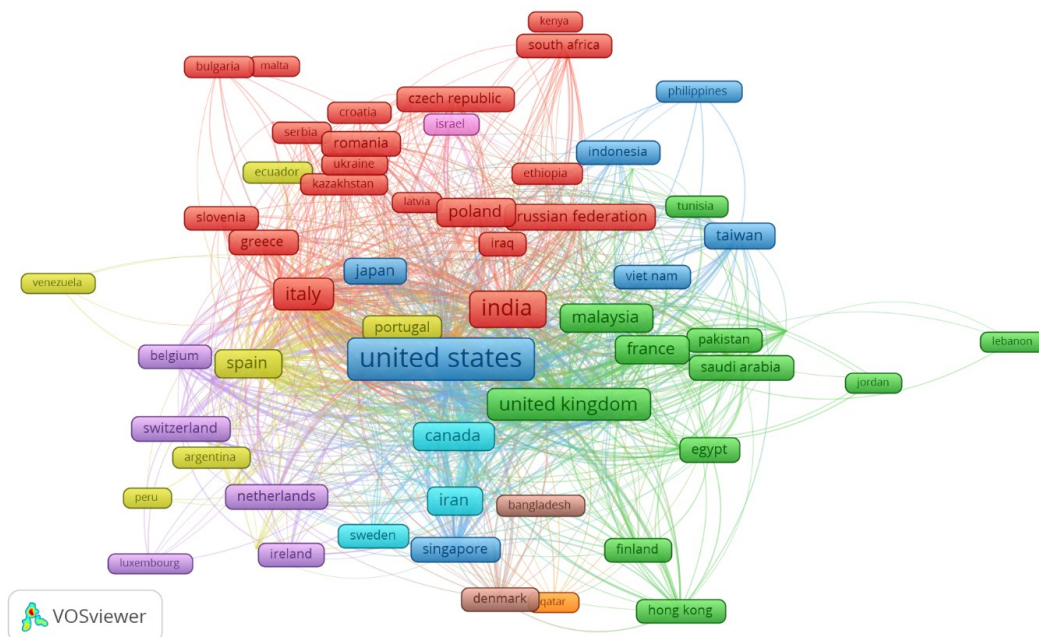 kenya
south africa
bulgaria
malta
philippines
czech republic
croatia
israel
serbia
romania
indonesia
ukraine
ecuador
ethiopia
kazakhstan
latvia
tunisia
poland
russian federation
slovenia
taiwan
greece
iraq
japan
viet nam
venezuela
italy
india
malaysia
portugal
pakistan
lebanon
france
belgium
united states
spain
saudi arabia
jordan
united kingdom
switzerland
canada
egypt
argentina
netherlands
peru
iran
bangladesh
sweden
singapore
finland
ireland
luxembourg
denmark
qatar
hong kong
VOSviewer